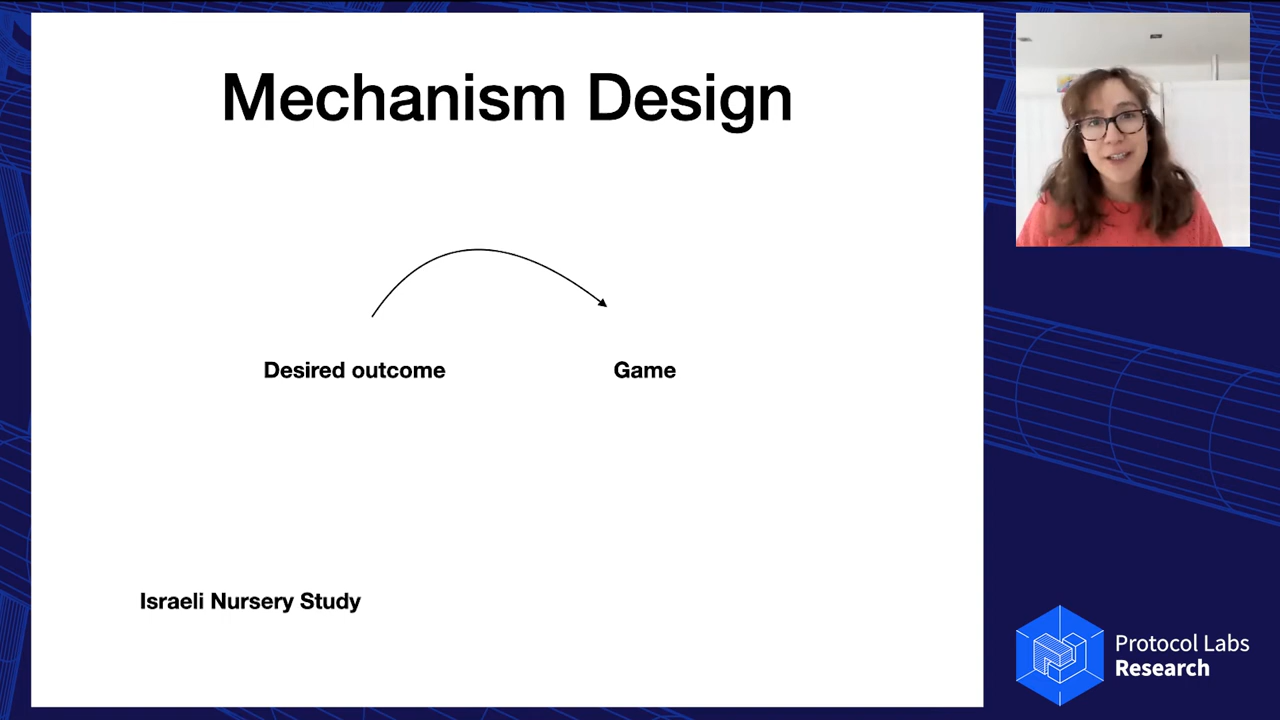 Mechanism Design
Desired outcome
Game
Israeli Nursery Study
Protocol Labs
Research